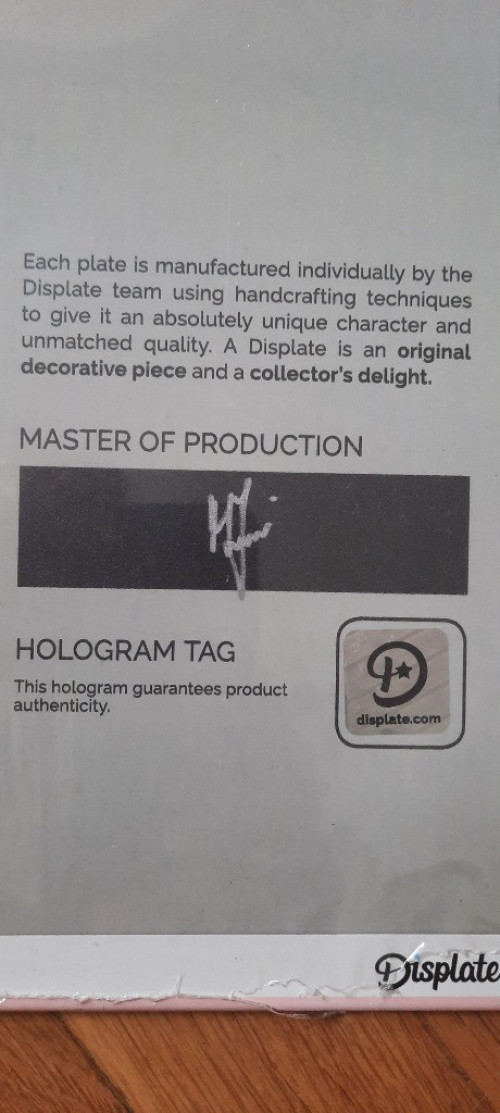 Each plate is manufactured individually by the
Displate team using handcrafting techniques
to give it an absolutely unique character and
unmatched quality. A Displate is an original
decorative piece and a collector's delight.
MASTER OF PRODUCTION
HOLOGRAM TAG
This hologram guarantees product
authenticity.
displate.com
Displate